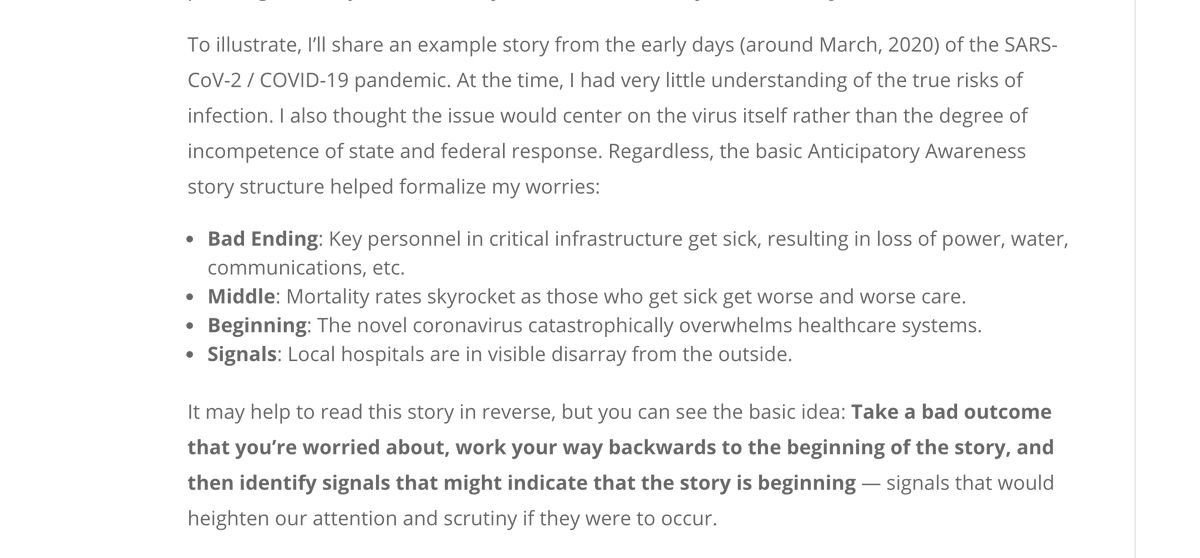 To illustrate, I’ll share an example story from the early days (around March, 2020) of the SARS-
CoV-2 / COVID-19 pandemic. At the time, I had very little understanding of the true risks of
infection. I also thought the issue would center on the virus itself rather than the degree of
incompetence of state and federal response. Regardless, the basic Anticipatory Awareness
story structure helped formalize my worries:
• Bad Ending: Key personnel in critical infrastructure get sick, resulting in loss of power, water,
communications, etc.
• Middle: Mortality rates skyrocket as those who get sick get worse and worse care.
• Beginning: The novel coronavirus catastrophically overwhelms healthcare systems.
• Signals: Local hospitals are in visible disarray from the outside.
It may help to read this story in reverse, but you can see the basic idea: Take a bad outcome
that you’re worried about, work your way backwards to the beginning of the story, and
then identify signals that might indicate that the story is beginning — signals that would
heighten our attention and scrutiny if they were to occur.